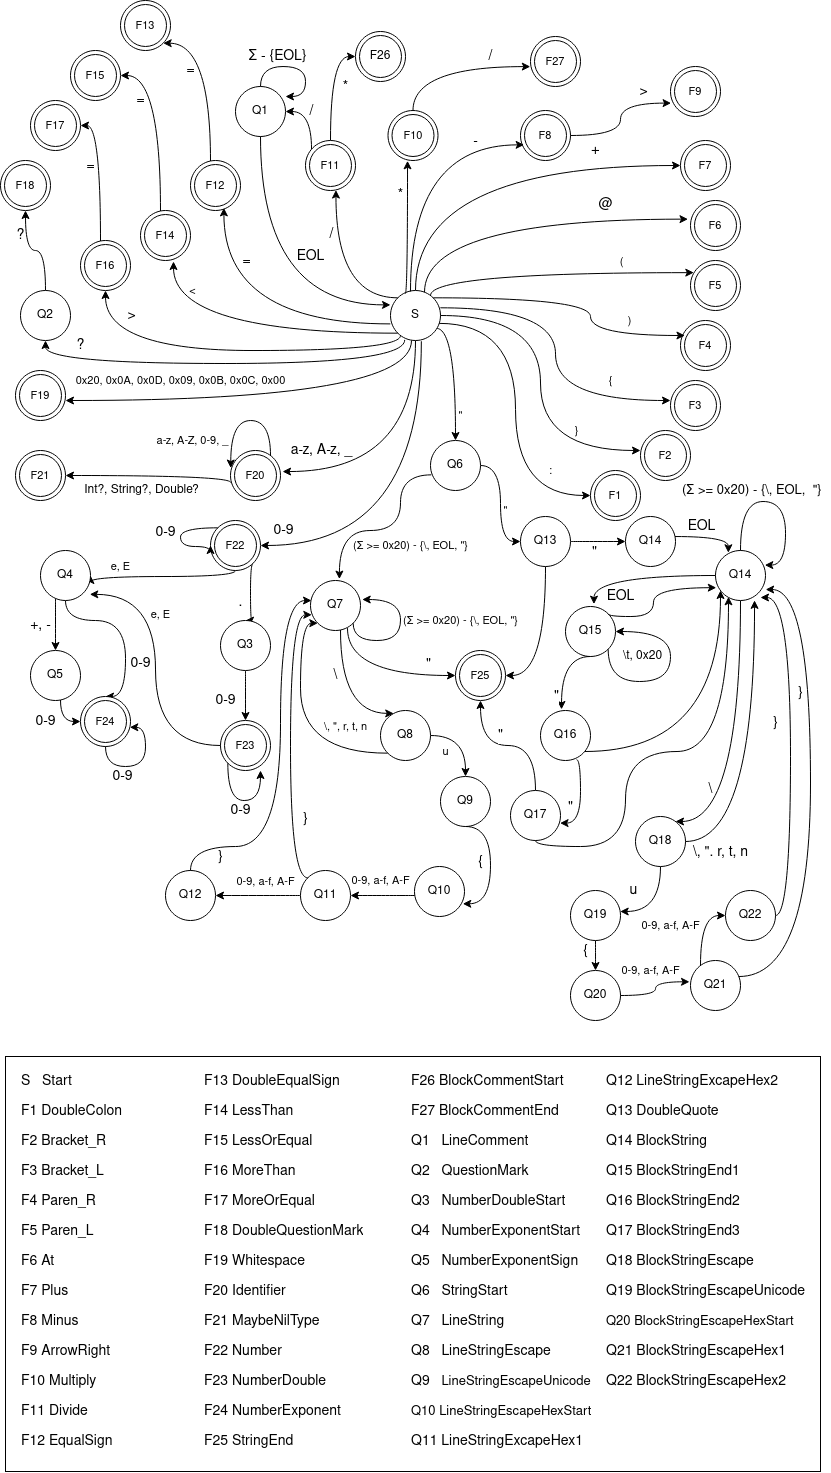 F13
Σ - {EOL}
F26
F27
/
=
F15
=
*
F9
>
Q1
/
F17
F10
F8
-
+
F11
F7
=
F18
F12
*
@
?
F14
/
F6
EOL
=
F16
(
F5
<
Q2
>
S
)
F4
?
0x20, 0x0A, 0x0D, 0x09, 0x0B, 0x0C, 0x00
{
F19
F3
"
}
a-z, A-Z, 0-9, _
a-z, A-z, _
F2
Q6
:
F21
F20
Int?, String?, Double?
(Σ >= 0x20) - {\, EOL, "}
F1
"
0-9
0-9
EOL
F22
(Σ >= 0x20) - {\, EOL, "}
Q13
"
Q14
Q4
e, E
Q14
EOL
.
e, E
Q7
(Σ >= 0x20) - {\, EOL, "}
+, -
Q15
Q3
\t, 0x20
0-9
"
Q5
\
F25
"
0-9
}
0-9
F24
\, ", r, t, n
Q8
"
Q16
}
F23
u
0-9
\
Q9
"
0-9
Q17
}
Q18
\, ". r, t, n
}
{
0-9, a-f, A-F
0-9, a-f, A-F
u
Q12
Q11
Q10
Q19
0-9, a-f, A-F
Q22
{
0-9, a-f, A-F
Q21
Q20
S Start
F1 DoubleColon
F2 Bracket_R
F3 Bracket_L
F4 Paren_R
F5 Paren_L
F6 At
F7 Plus
F8 Minus
F9 ArrowRight
F10 Multiply
F11 Divide
F12 EqualSign
F13 DoubleEqualSign
F14 LessThan
F15 LessOrEqual
F16 MoreThan
F17 MoreOrEqual
F18 DoubleQuestionMark
F19 Whitespace
F20 Identifier
F21 MaybeNilType
F22 Number
F23 NumberDouble
F24 NumberExponent
F25 StringEnd
F26 BlockCommentStart
F27 BlockCommentEnd
Q1 LineComment
Q2 QuestionMark
Q3 NumberDoubleStart
Q4 NumberExponentStart
Q5 NumberExponentSign
Q6 StringStart
Q7 LineString
Q8 LineStringEscape
Q9 LineStringEscapeUnicode
Q10 LineStringEscapeHexStart
Q11 LineStringExcapeHex1
Q12 LineStringExcapeHex2
Q13 DoubleQuote
Q14 BlockString
Q15 BlockStringEnd1
Q16 BlockStringEnd2
Q17 BlockStringEnd3
Q18 BlockStringEscape
Q19 BlockStringEscapeUnicode
Q20 BlockStringEscapeHexStart
Q21 BlockStringEscapeHex1
Q22 BlockStringEscapeHex2